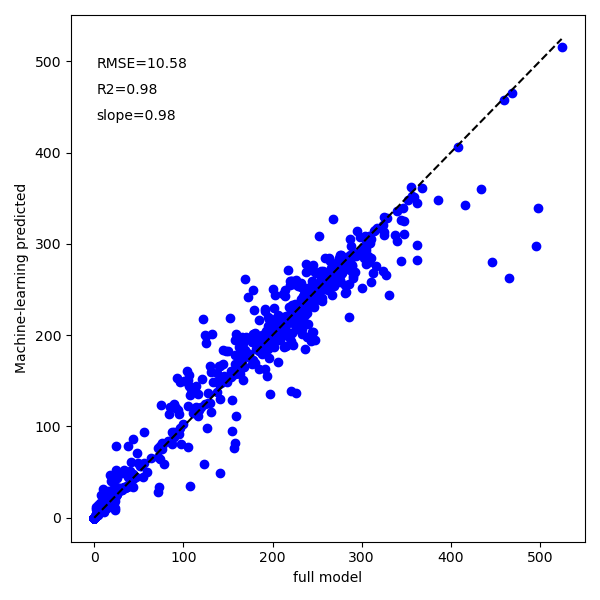 RMSE=10.58
R2=0.98
slope=0.98
500
400
300
200
100
0
Machine-learning predicted
0 100 200 300 400 500
full model